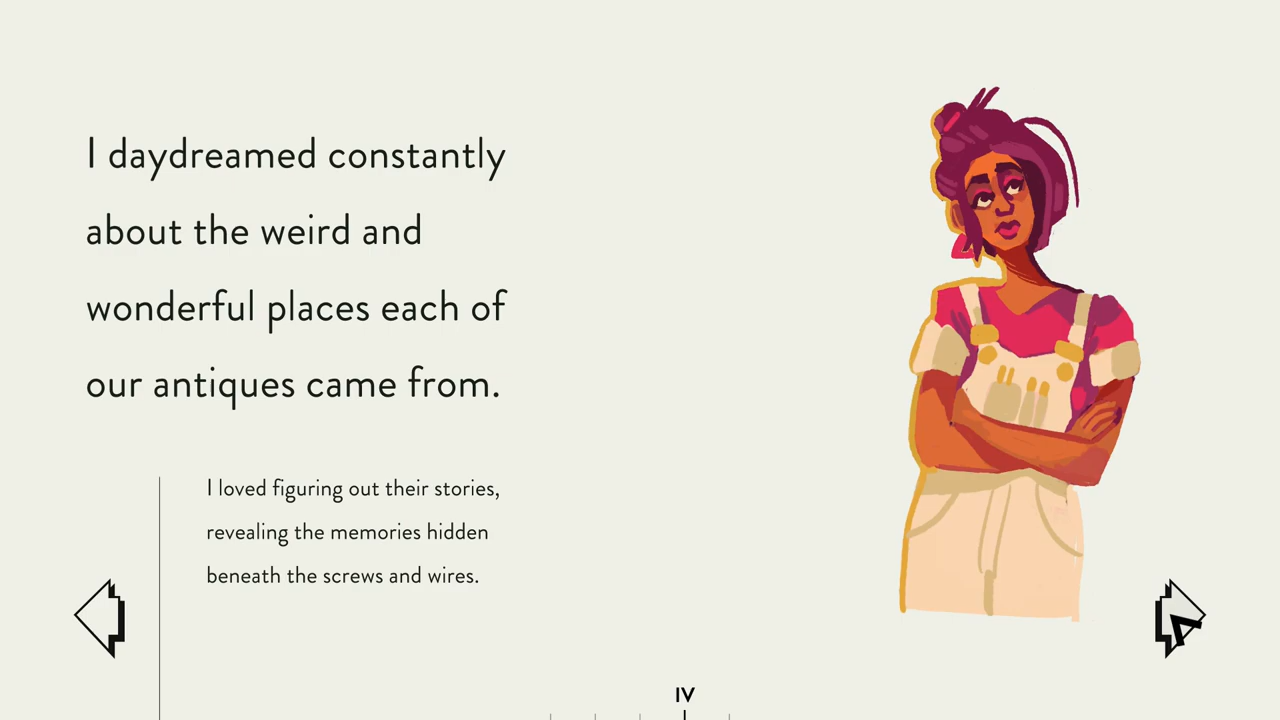 I daydreamed constantly
about the weird and
wonderful places each of
our antiques came from.
I loved figuring out their stories,
revealing the memories hidden
beneath the screws and wires.
IV